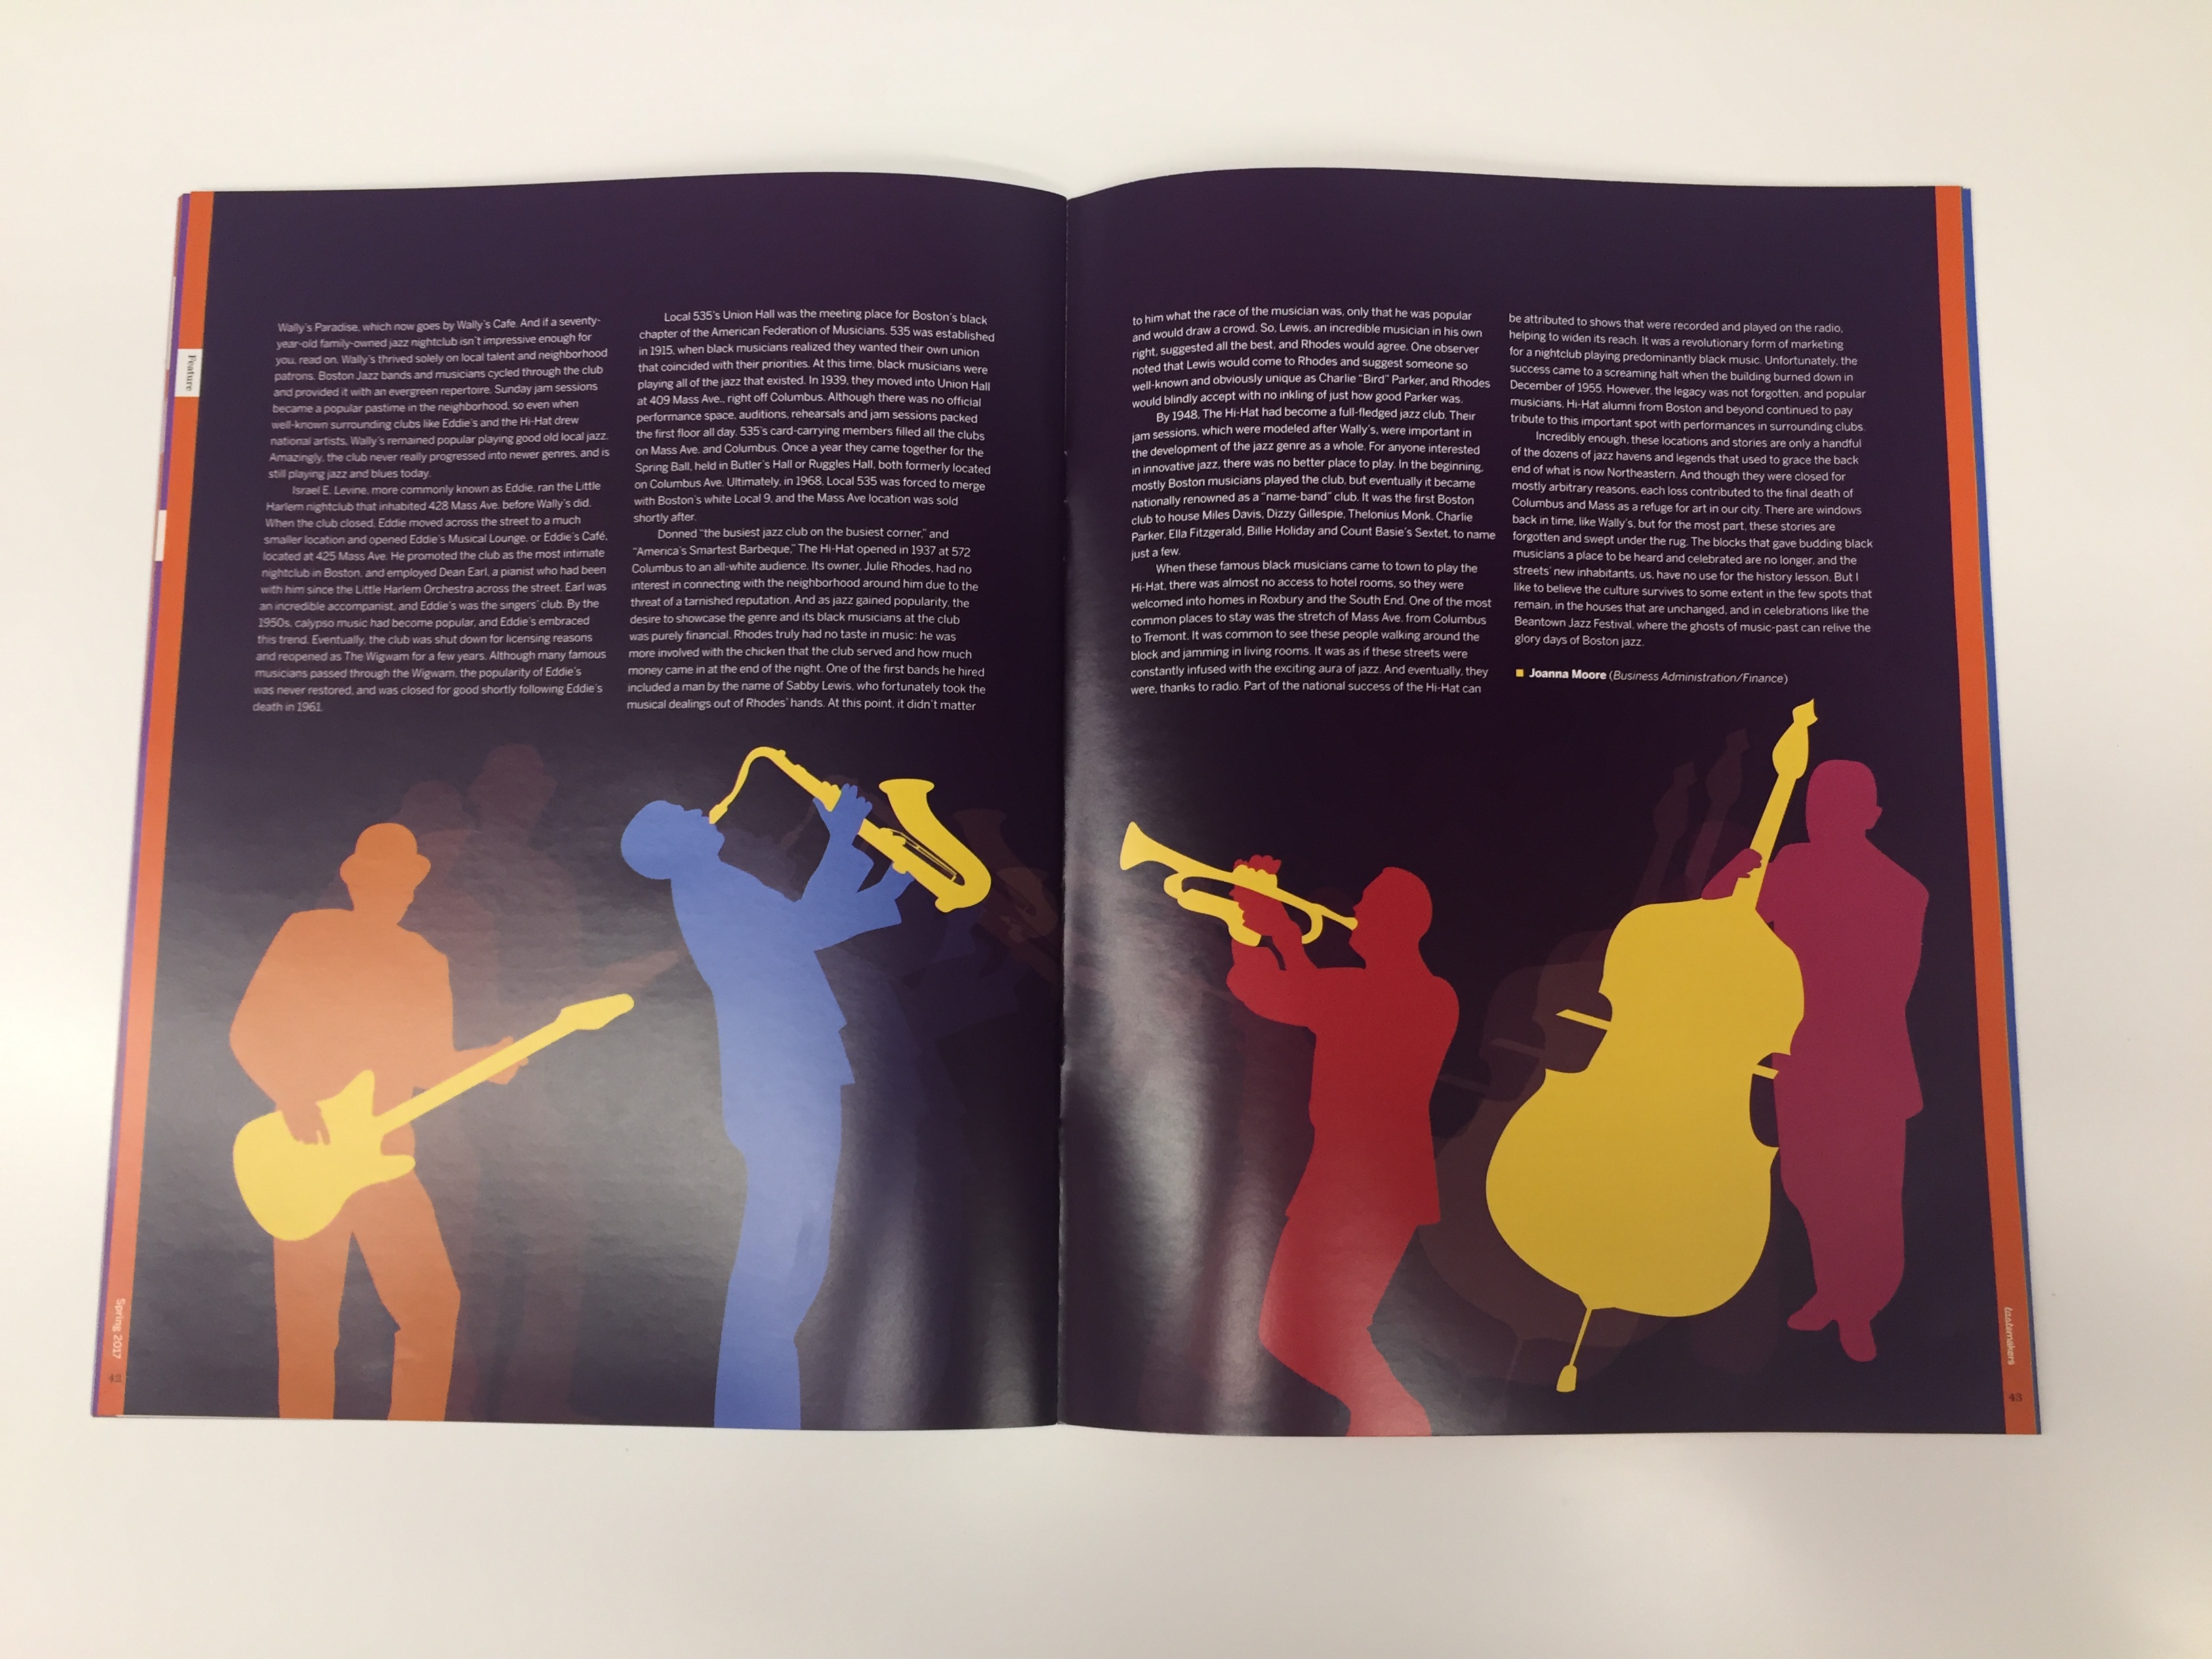 Feature
Wally's Paradise, which now goes by Wally's Cafe. And if a seventy-
year-old family-owned jazz nightclub isn't impressive enough for
you, read on. Wally's thrived solely on local talent and neighborhood
patrons. Boston Jazz bands and musicians cycled through the club
and provided it with an evergreen repertoire. Sunday jam sessions
became a popular pastime in the neighborhood, so even when
well-known surrounding clubs like Eddie's and the Hi-Hat drew
national artists, Wally's remained popular playing good old local jazz.
Amazingly, the club never really progressed into newer genres, and is
still playing jazz and blues today.
Israel E. Levine, more commonly known as Eddie, ran the Little
Harlem nightclub that inhabited 428 Mass Ave. before Wally's did.
When the club closed, Eddie moved across the street to a much
smaller location and opened Eddie's Musical Lounge, or Eddie's Café,
located at 425 Mass Ave. He promoted the club as the most intimate
nightclub in Boston, and employed Dean Earl, a pianist who had been
with him since the Little Harlem Orchestra across the street. Earl was
an incredible accompanist, and Eddie's was the singers' club. By the
1950s, calypso music had become popular, and Eddie's embraced
this trend. Eventually, the club was shut down for licensing reasons
and reopened as The Wigwam for a few years. Although many famous
musicians passed through the Wigwam, the popularity of Eddie's
was never restored, and was closed for good shortly following Eddie's
death in 1961.
Local 535's Union Hall was the meeting place for Boston's black
chapter of the American Federation of Musicians. 535 was established
in 1915, when black musicians realized they wanted their own union
that coincided with their priorities. At this time, black musicians were
playing all of the jazz that existed. In 1939, they moved into Union Hall
at 409 Mass Ave., right off Columbus. Although there was no official
performance space, auditions, rehearsals and jam sessions packed
the first floor all day. 535's card-carrying members filled all the clubs
on Mass Ave. and Columbus. Once a year they came together for the
Spring Ball, held in Butler's Hall or Ruggles Hall, both formerly located
on Columbus Ave. Ultimately, in 1968, Local 535 was forced to merge
with Boston's white Local 9, and the Mass Ave location was sold
shortly after.
Donned "the busiest jazz club on the busiest corner," and
"America's Smartest Barbeque," The Hi-Hat opened in 1937 at 572
Columbus to an all-white audience. Its owner, Julie Rhodes, had no
interest in connecting with the neighborhood around him due to the
threat of a tarnished reputation. And as jazz gained popularity, the
desire to showcase the genre and its black musicians at the club
was purely financial. Rhodes truly had no taste in music; he was
more involved with the chicken that the club served and how much
money came in at the end of the night. One of the first bands he hired
included a man by the name of Sabby Lewis, who fortunately took the
musical dealings out of Rhodes' hands. At this point, it didn't matter
42
Spring 2017
to him what the race of the musician was, only that he was popular
and would draw a crowd. So, Lewis, an incredible musician in his own
right, suggested all the best, and Rhodes would agree. One observer
noted that Lewis would come to Rhodes and suggest someone so
well-known and obviously unique as Charlie "Bird" Parker, and Rhodes
would blindly accept with no inkling of just how good Parker was.
By 1948, The Hi-Hat had become a full-fledged jazz club. Their
jam sessions, which were modeled after Wally's, were important in
the development of the jazz genre as a whole. For anyone interested
in innovative jazz, there was no better place to play. In the beginning,
mostly Boston musicians played the club, but eventually it became
nationally renowned as a "name-band" club. It was the first Boston
club to house Miles Davis, Dizzy Gillespie, Thelonius Monk, Charlie
Parker, Ella Fitzgerald, Billie Holiday and Count Basie's Sextet, to name
just a few.
When these famous black musicians came to town to play the
Hi-Hat, there was almost no access to hotel rooms, so they were
welcomed into homes in Roxbury and the South End. One of the most
common places to stay was the stretch of Mass Ave. from Columbus
to Tremont. It was common to see these people walking around the
block and jamming in living rooms. It was as if these streets were
constantly infused with the exciting aura of jazz. And eventually, they
were, thanks to radio. Part of the national success of the Hi-Hat can
be attributed to shows that were recorded and played on the radio,
helping to widen its reach. It was a revolutionary form of marketing
for a nightclub playing predominantly black music. Unfortunately, the
success came to a screaming halt when the building burned down in
December of 1955. However, the legacy was not forgotten, and popular
musicians, Hi-Hat alumni from Boston and beyond continued to pay
tribute to this important spot with performances in surrounding clubs.
Incredibly enough, these locations and stories are only a handful
of the dozens of jazz havens and legends that used to grace the back
end of what is now Northeastern. And though they were closed for
mostly arbitrary reasons, each loss contributed to the final death of
Columbus and Mass as a refuge for art in our city. There are windows
back in time, like Wally's, but for the most part, these stories are
forgotten and swept under the rug. The blocks that gave budding black
musicians a place to be heard and celebrated are no longer, and the
streets' new inhabitants, us, have no use for the history lesson. But I
like to believe the culture survives to some extent in the few spots that
remain, in the houses that are unchanged, and in celebrations like the
Beantown Jazz Festival, where the ghosts of music-past can relive the
glory days of Boston jazz.
■ Joanna Moore (Business Administration/Finance)
tastemakers
43